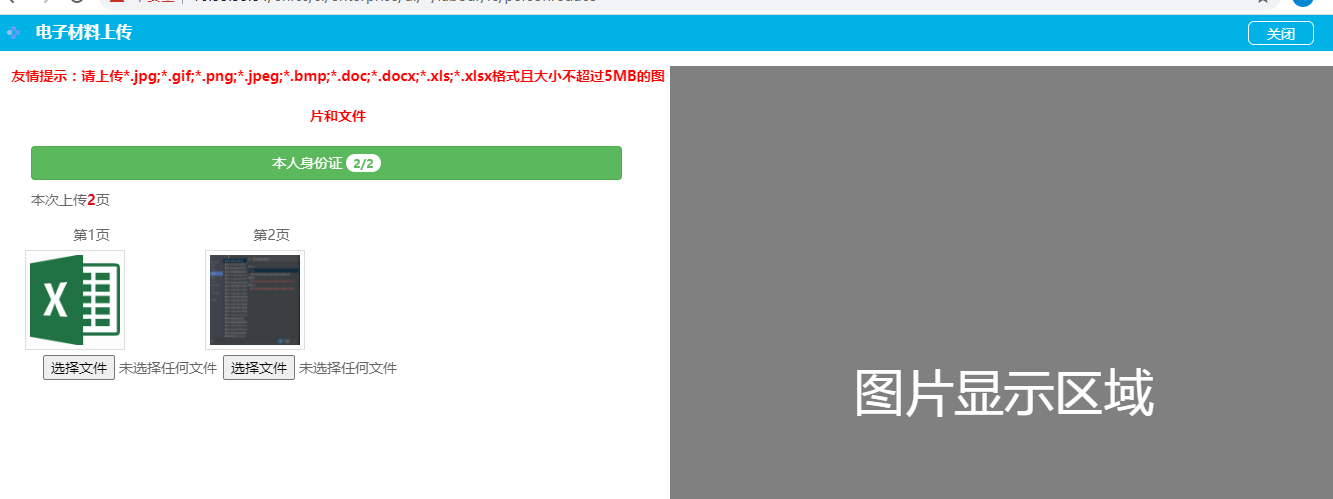 电子材料上传
关闭
友情提示：请上传*.jpg;*.gif;*.png;*.jpeg;*.bmp;*.doc;*.docx;*.xls;*.xlsx格式且大小不超过5MB的图
片和文件
本人身份证 2/2
本次上传2页
第1页 第2页
X
选择文件 未选择任何文件 选择文件 未选择任何文件
图片显示区域